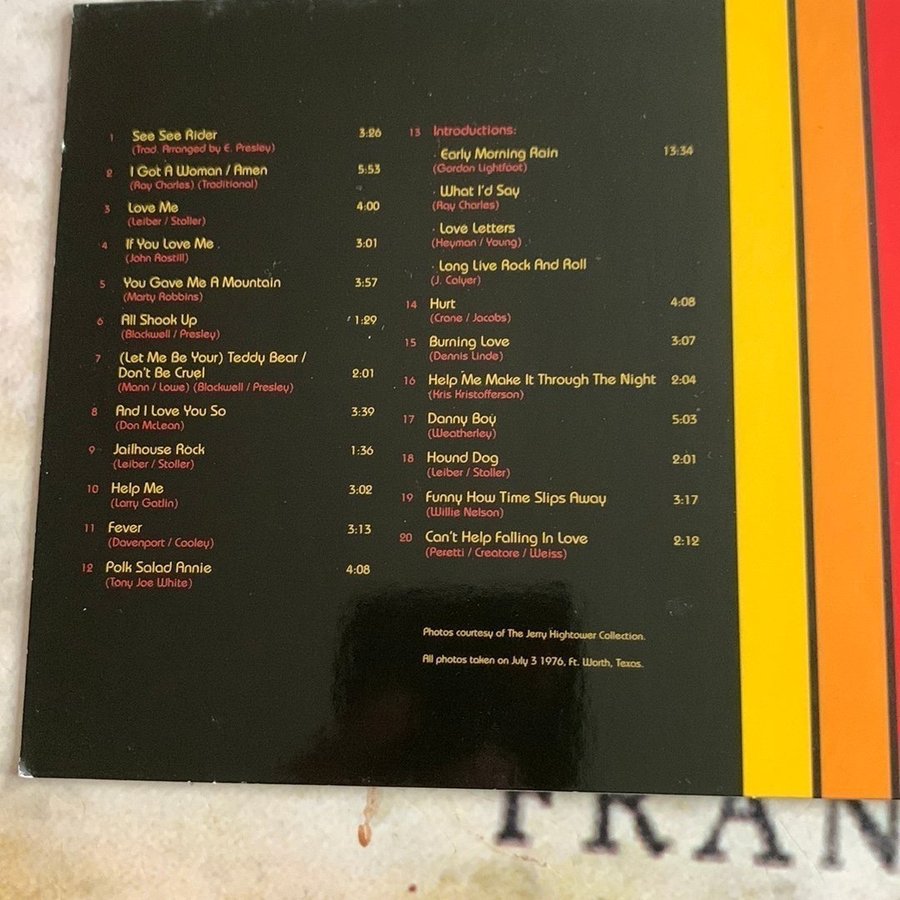 1 See See Rider 3:26
(Trad. Arranged by E. Presley)
2 I Got A Woman / Amen 5:53
(Ray Charles) (Traditional)
3 Love Me 4:00
(Leiber / Stoller)
4 If You Love Me 3:01
(John Rostill)
5 You Gave Me A Mountain 3:57
(Marty Robbins)
6 All Shook Up 1:29
(Blackwell / Presley)
7 (Let Me Be Your) Teddy Bear /
Don't Be Cruel 2:01
(Mann / Lowe) (Blackwell / Presley)
8 And I Love You So 3:39
(Don McLean)
9 Jailhouse Rock 1:36
(Leiber / Stoller)
10 Help Me 3:02
(Larry Gatlin)
11 Fever 3:13
(Davenport / Cooley)
12 Polk Salad Annie 4:08
(Tony Joe White)
13 Introductions:
· Early Morning Rain 13:34
(Gordon Lightfoot)
· What I'd Say
(Ray Charles)
· Love Letters
(Heyman / Young)
· Long Live Rock And Roll
(J. Calyer)
14 Hurt 4:08
(Crane / Jacobs)
15 Burning Love 3:07
(Dennis Linde)
16 Help Me Make It Through The Night 2:04
(Kris Kristofferson)
17 Danny Boy 5:03
(Weatherley)
18 Hound Dog 2:01
(Leiber / Stoller)
19 Funny How Time Slips Away 3:17
(Willie Nelson)
20 Can't Help Falling In Love 2:12
(Peretti / Creatore / Weiss)
Photos courtesy of The Jerry Hightower Collection.
All photos taken on July 3 1976, Ft. Worth, Texas.
FRAN